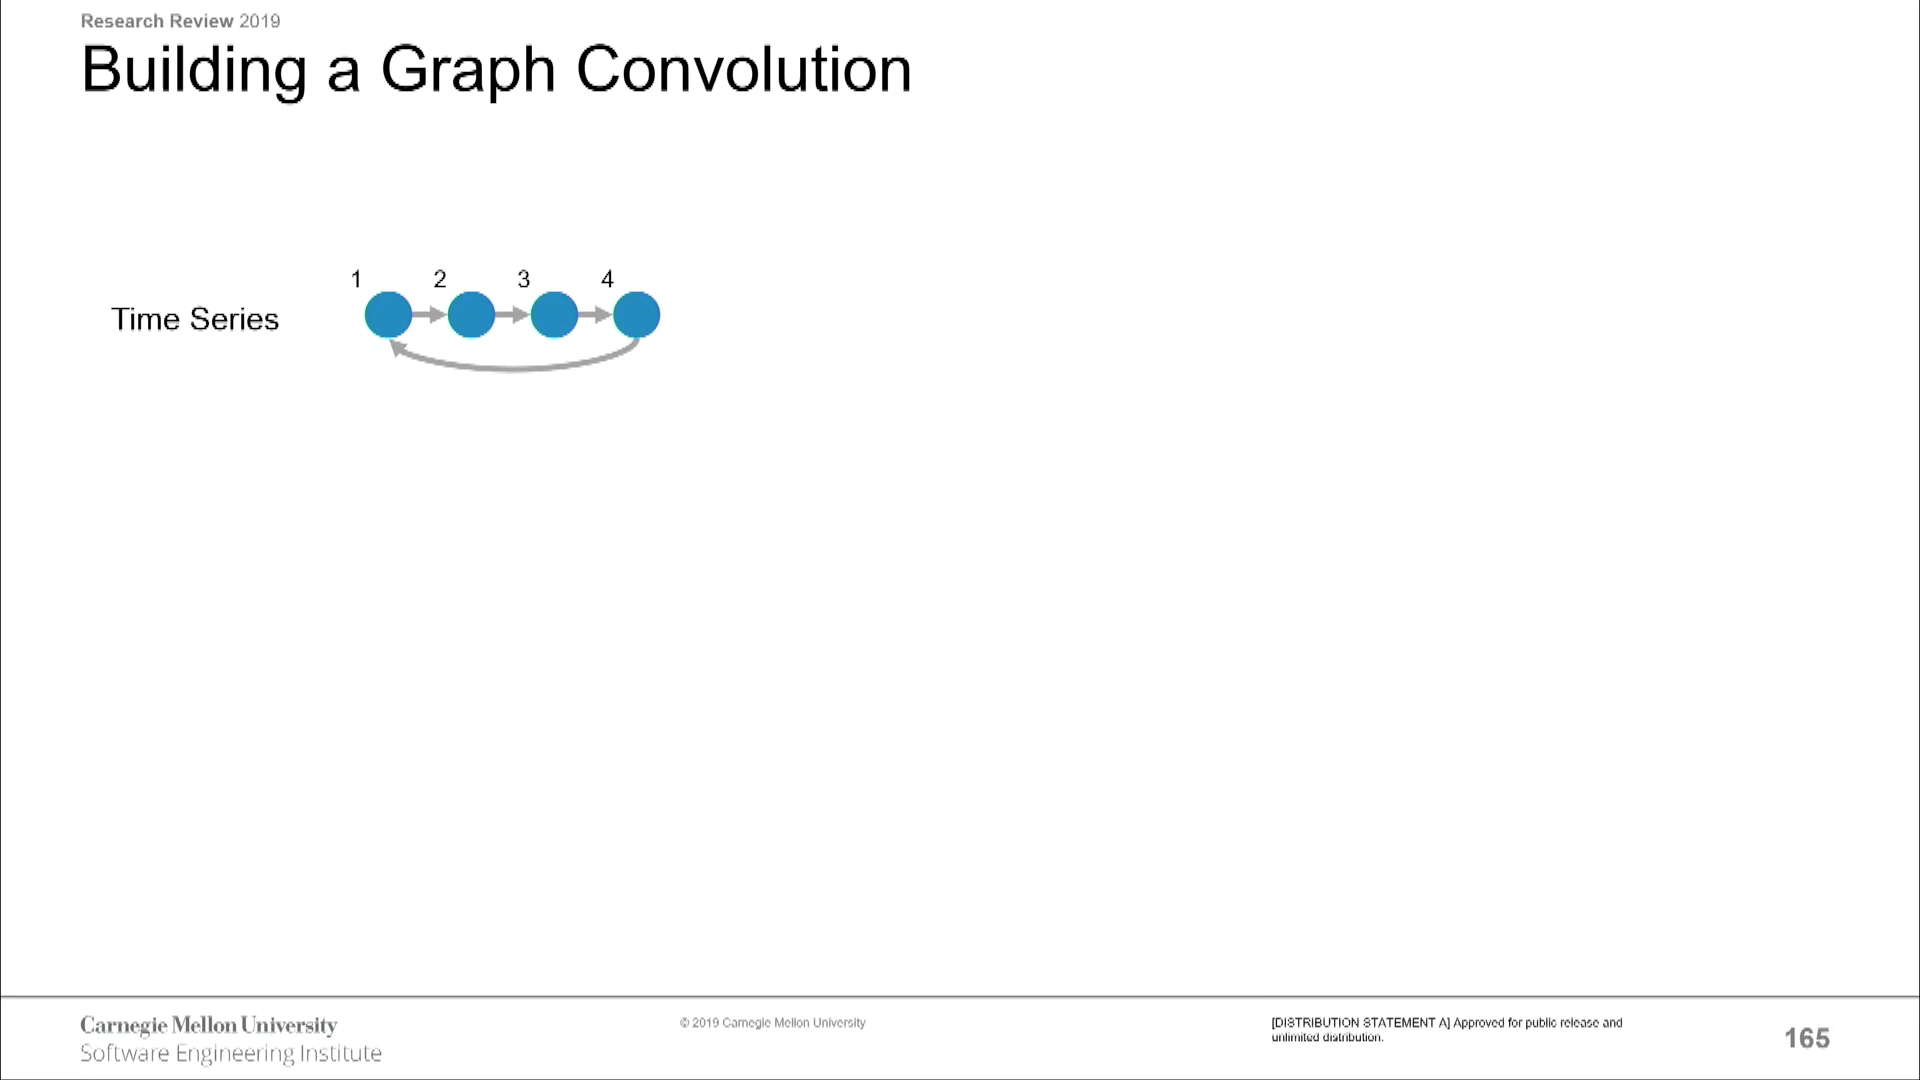 Research Review 2019
Building a Graph Convolution
1 2 3 4
Time Series
Carnegie Mellon University
Software Engineering Institute
© 2019 Carnegie Mellon University
[DISTRIBUTION STATEMENT A] Approved for public release and
unlimited distribution.
165